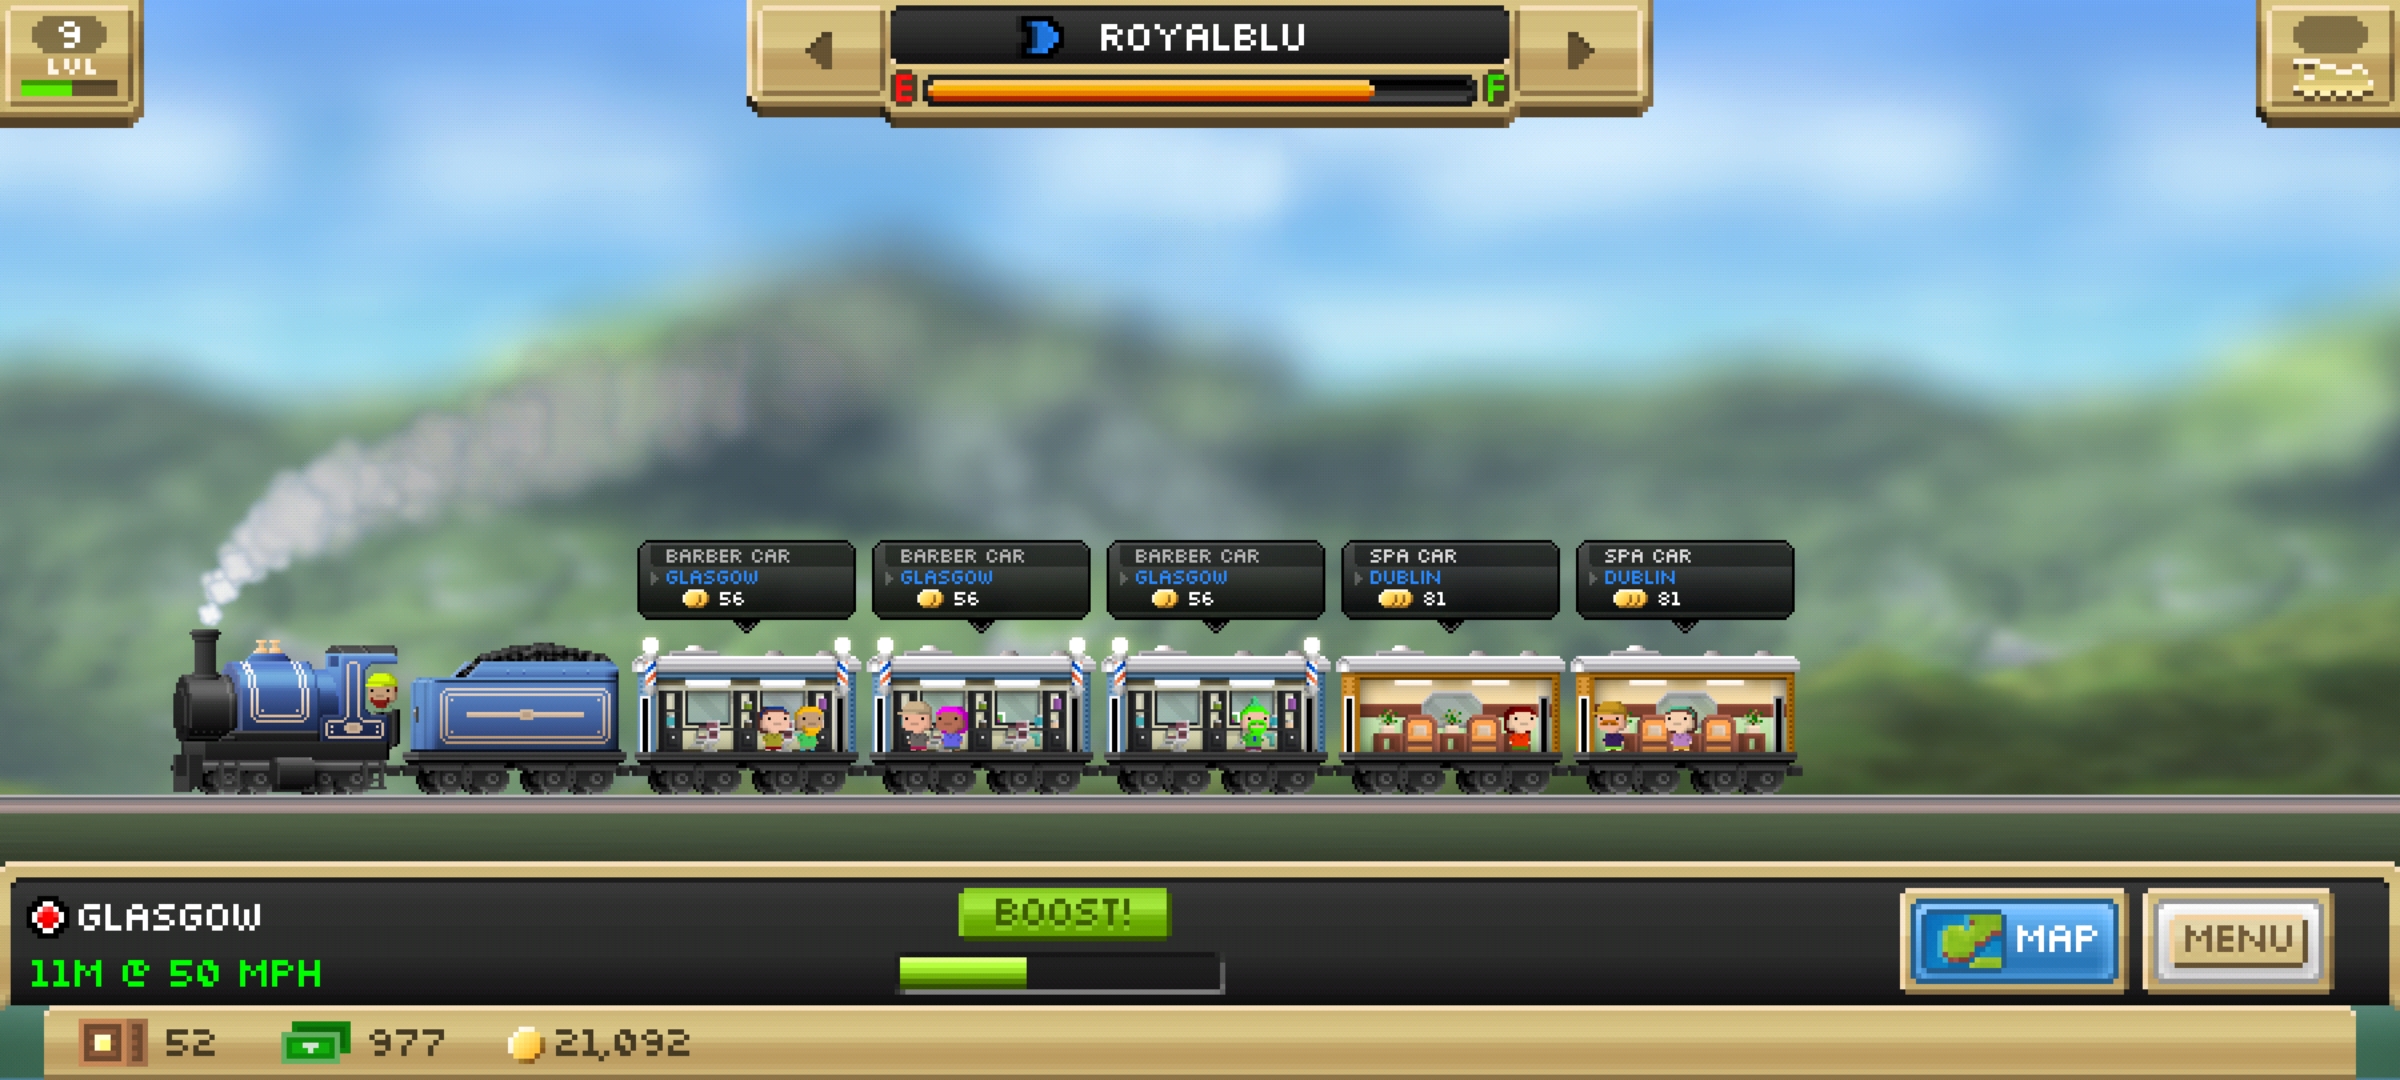 9
LVL
ROYALBLU
E F
BARBER CAR
GLASGOW
56
BARBER CAR
GLASGOW
56
BARBER CAR
GLASGOW
56
SPA CAR
DUBLIN
81
SPA CAR
DUBLIN
81
GLASGOW
11M @ 50 MPH
BOOST!
MAP
MENU
52
977
21,092